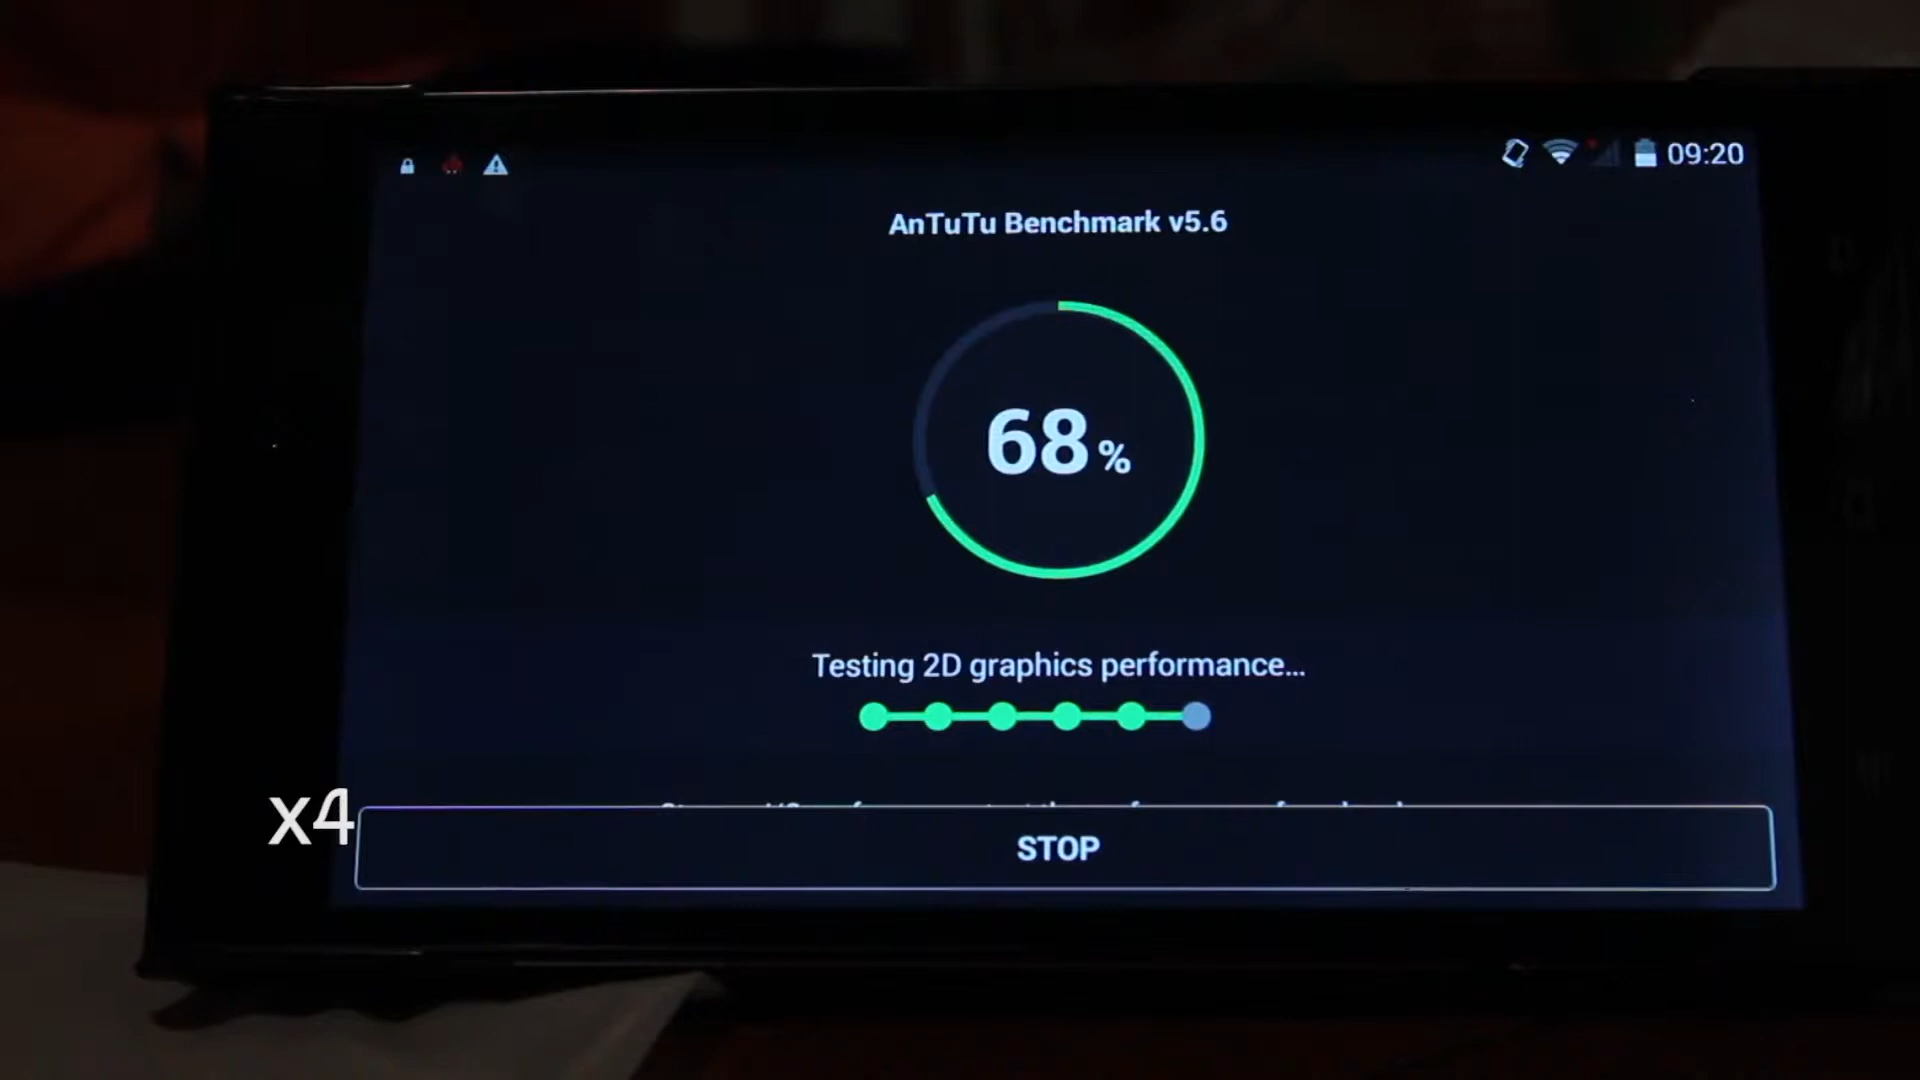 09:20
AnTuTu Benchmark v5.6
68%
Testing 2D graphics performance...
x4
STOP